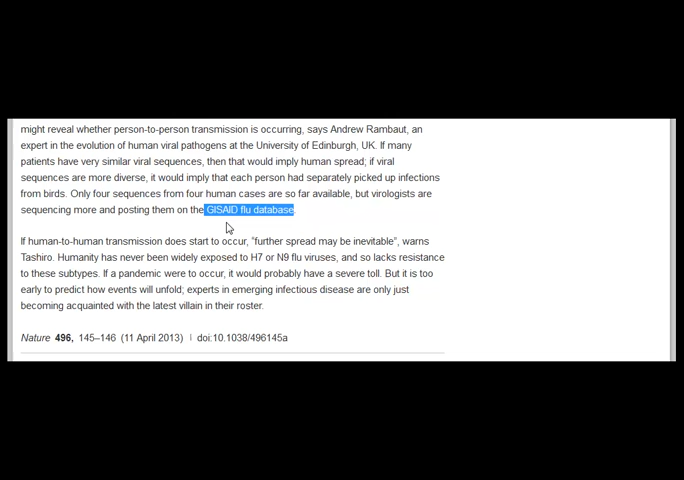 might reveal whether person-to-person transmission is occurring, says Andrew Rambaut, an
expert in the evolution of human viral pathogens at the University of Edinburgh, UK. If many
patients have very similar viral sequences, then that would imply human spread; if viral
sequences are more diverse, it would imply that each person had separately picked up infections
from birds. Only four sequences from four human cases are so far available, but virologists are
sequencing more and posting them on the GISAID flu database.
If human-to-human transmission does start to occur, “further spread may be inevitable”, warns
Tashiro. Humanity has never been widely exposed to H7 or N9 flu viruses, and so lacks resistance
to these subtypes. If a pandemic were to occur, it would probably have a severe toll. But it is too
early to predict how events will unfold; experts in emerging infectious disease are only just
becoming acquainted with the latest villain in their roster.
Nature 496, 145–146 (11 April 2013) | doi:10.1038/496145a